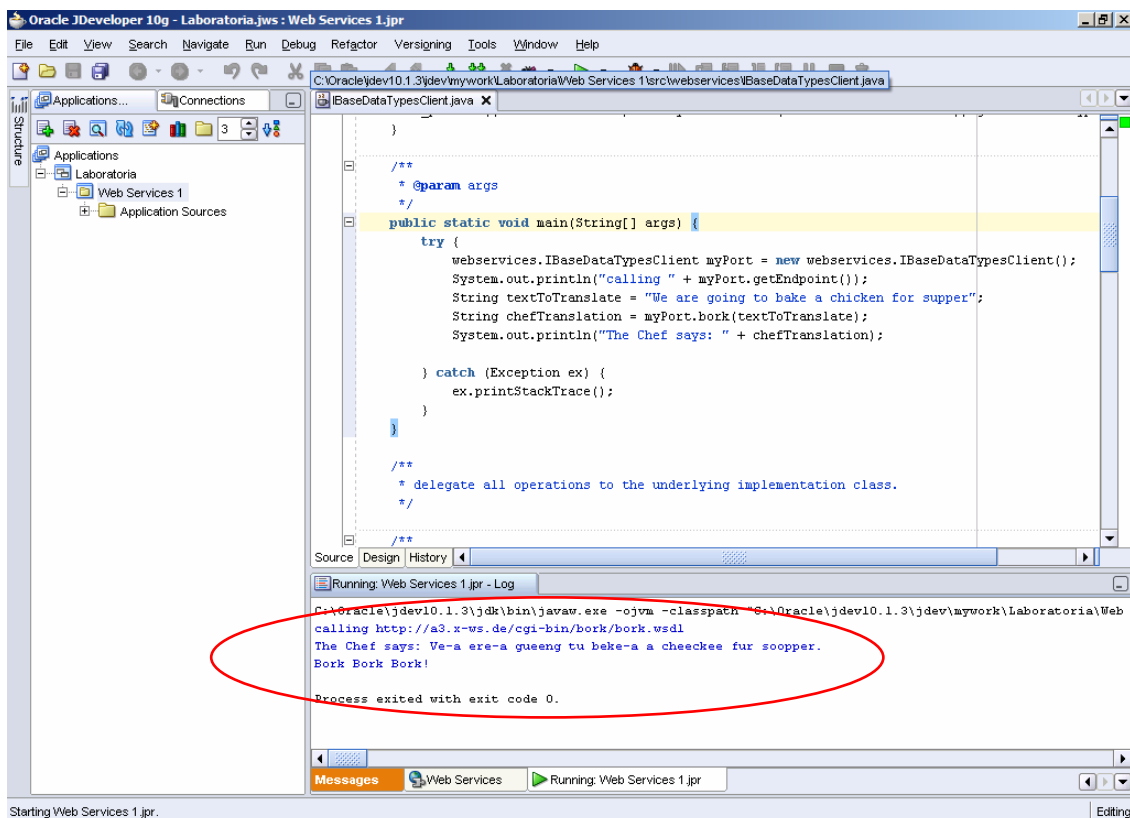 Oracle JDeveloper 10g - Laboratoria.jws : Web Services 1.jpr
File Edit View Search Navigate Run Debug Refactor Versioning Tools Window Help
C:\Oracle\jdev10.1.3\jdev\mywork\Laboratoria\Web Services 1\src\webservices\IBaseDataTypesClient.java
Applications... Connections
IBaseDataTypesClient.java
Structure
3
Applications
Laboratoria
Web Services 1
Application Sources
}
/**
* @param args
*/
public static void main(String[] args) {
try {
webservices.IBaseDataTypesClient myPort = new webservices.IBaseDataTypesClient();
System.out.println("calling " + myPort.getEndpoint());
String textToTranslate = "We are going to bake a chicken for supper";
String chefTranslation = myPort.bork(textToTranslate);
System.out.println("The Chef says: " + chefTranslation);
} catch (Exception ex) {
ex.printStackTrace();
}
}
/**
* delegate all operations to the underlying implementation class.
*/
/**
Source Design History
Running: Web Services 1.jpr - Log
C:\Oracle\jdev10.1.3\jdk\bin\javaw.exe -ojvm -classpath "C:\Oracle\jdev10.1.3\jdev\mywork\Laboratoria\Web
calling http://a3.x-ws.de/cgi-bin/bork/bork.wsdl
The Chef says: Ve-a ere-a gueeng tu beke-a a cheeckee fur soopper.
Bork Bork Bork!
Process exited with exit code 0.
Messages Web Services Running: Web Services 1.jpr
Starting Web Services 1.jpr. Editing